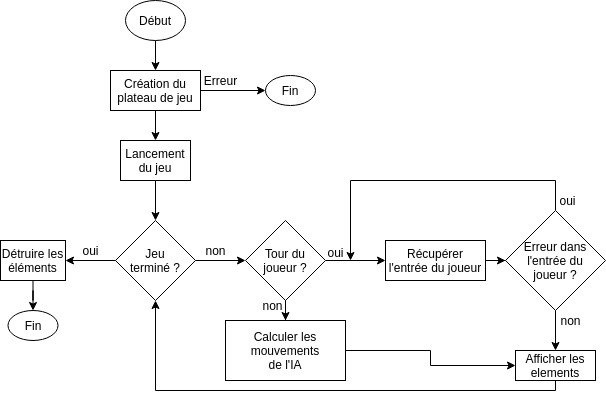 Début
Création du
plateau de jeu
Erreur
Fin
Lancement
du jeu
oui
Détruire les
éléments
oui
Jeu
terminé ?
non
Tour du
joueur ?
oui
Récupérer
l'entrée du joueur
Erreur dans
l'entrée du
joueur ?
non
non
Fin
Calculer les
mouvements
de l'IA
Afficher les
elements